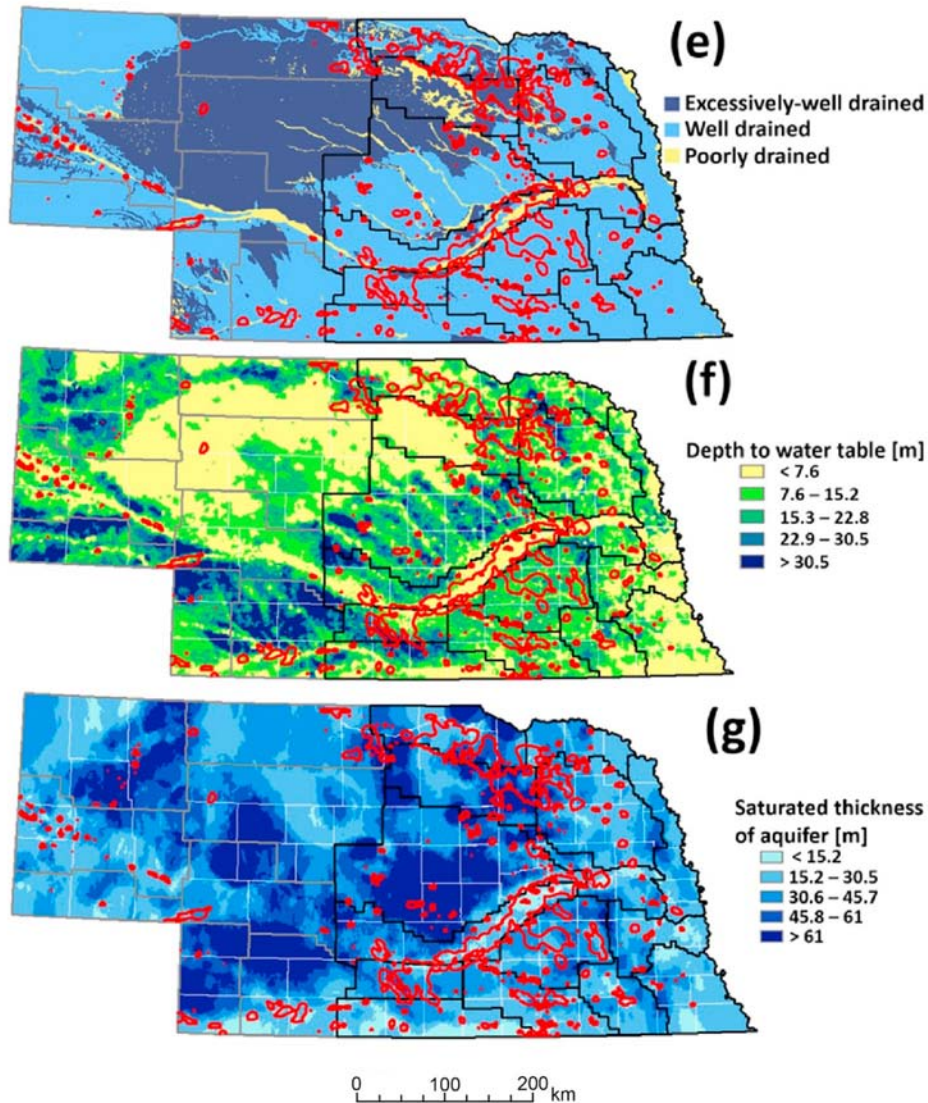 (e)
Excessively-well drained
Well drained
Poorly drained
(f)
Depth to water table [m]
< 7.6
7.6 – 15.2
15.3 – 22.8
22.9 – 30.5
> 30.5
(g)
Saturated thickness
of aquifer [m]
< 15.2
15.2 – 30.5
30.6 – 45.7
45.8 – 61
> 61
0 100 200 km